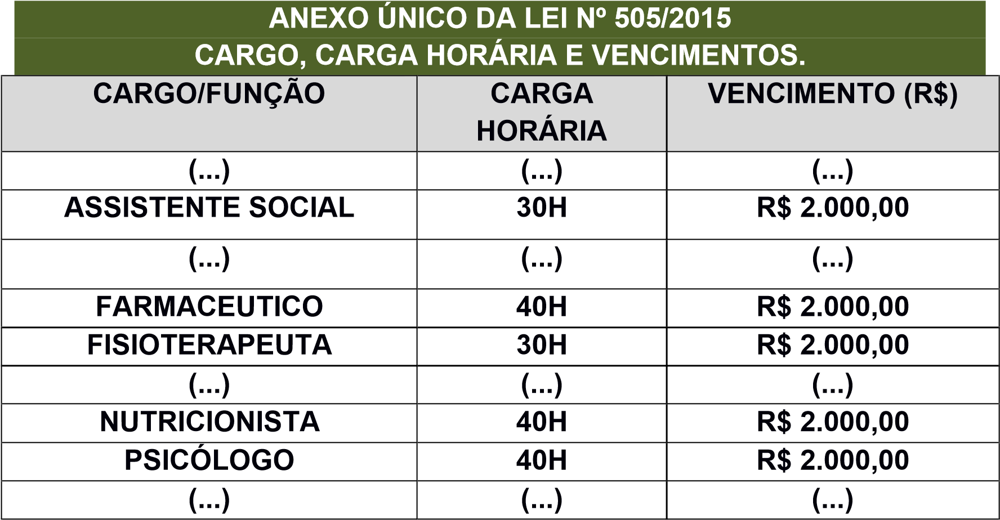 ANEXO ÚNICO DA LEI Nº 505/2015
CARGO, CARGA HORÁRIA E VENCIMENTOS.
CARGO/FUNÇÃO CARGA HORÁRIA VENCIMENTO (R$)
(...) (...) (...)
ASSISTENTE SOCIAL 30H R$ 2.000,00
(...) (...) (...)
FARMACEUTICO 40H R$ 2.000,00
FISIOTERAPEUTA 30H R$ 2.000,00
(...) (...) (...)
NUTRICIONISTA 40H R$ 2.000,00
PSICÓLOGO 40H R$ 2.000,00
(...) (...) (...)